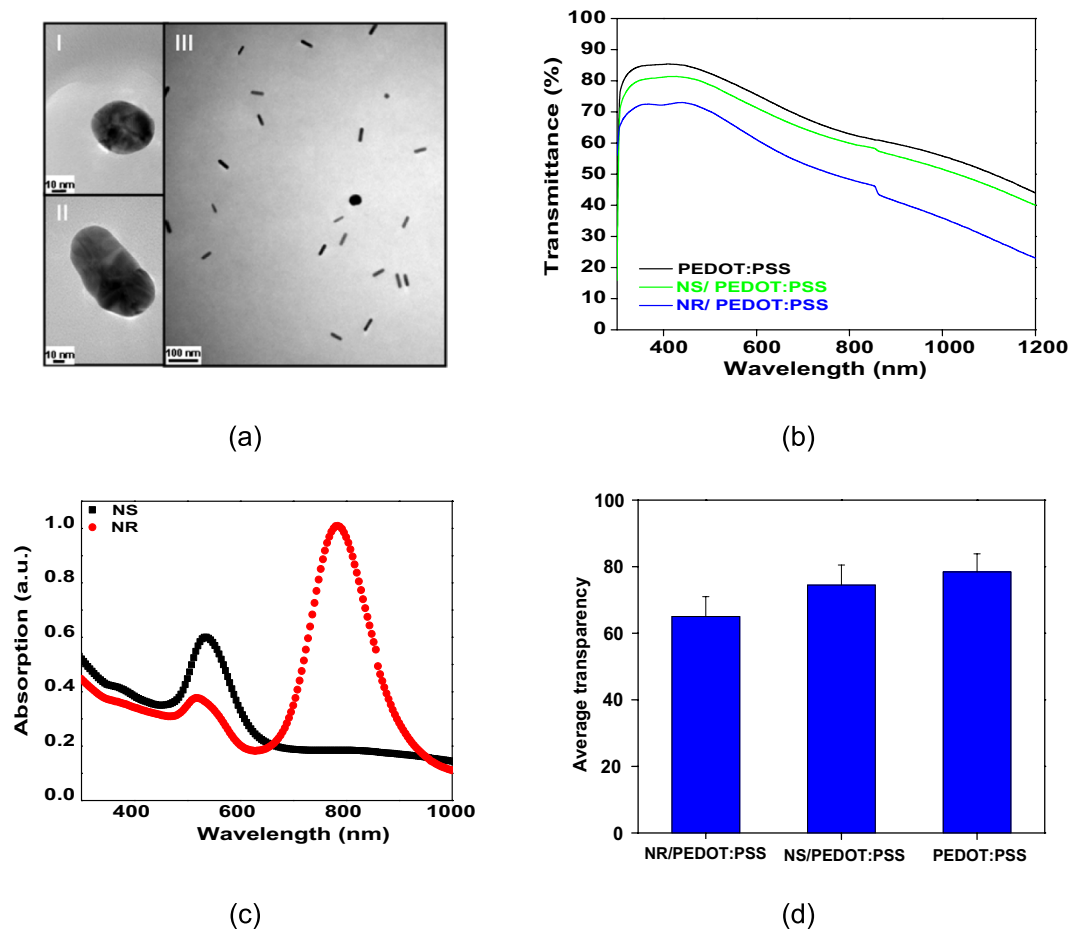 I
III
10 nm
II
10 nm
100 nm
(a)
100
90
80
70
60
50
40
30
20
10
0
Transmittance (%)
PEDOT:PSS
NS/ PEDOT:PSS
NR/ PEDOT:PSS
400 600 800 1000 1200
Wavelength (nm)
(b)
NS
NR
1.0
0.8
0.6
0.4
0.2
0.0
Absorption (a.u.)
400 600 800 1000
Wavelength (nm)
(c)
100
80
60
40
20
0
Average transparency
NR/PEDOT:PSS NS/PEDOT:PSS PEDOT:PSS
(d)